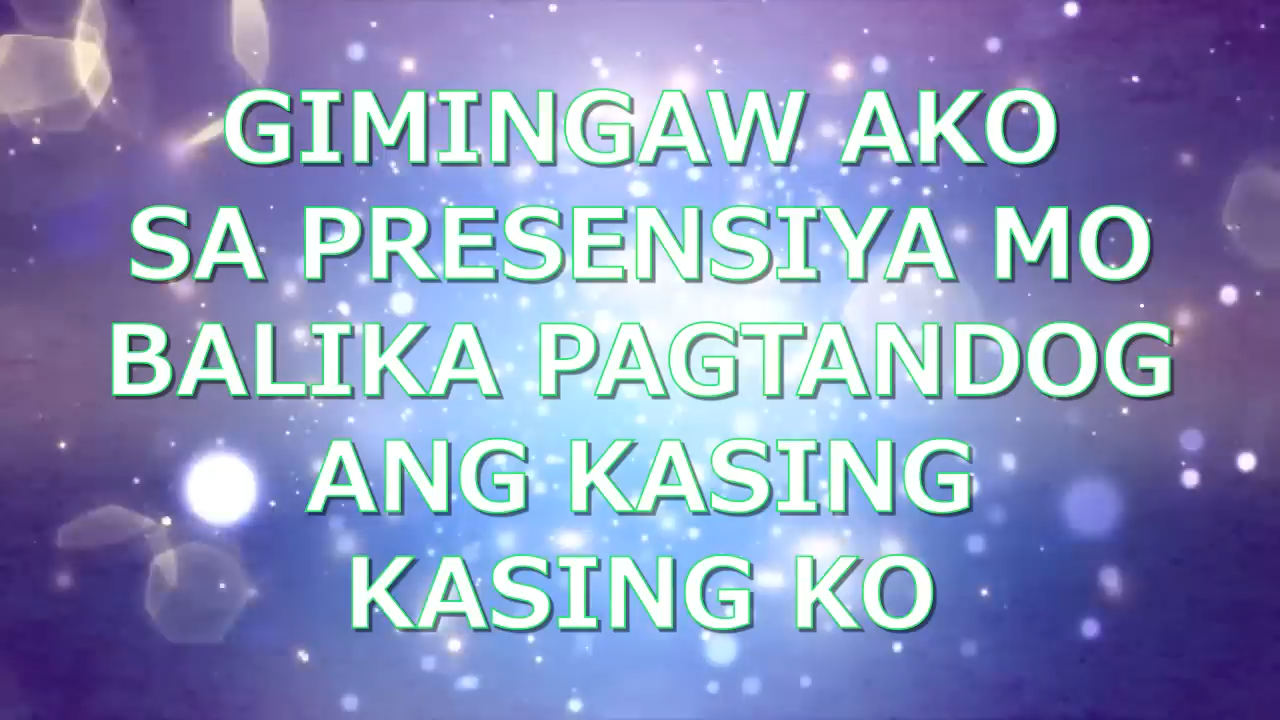 GIMINGAW AKO
SA PRESENSIYA MO
BALIKA PAGTANDOG
ANG KASING
KASING KO